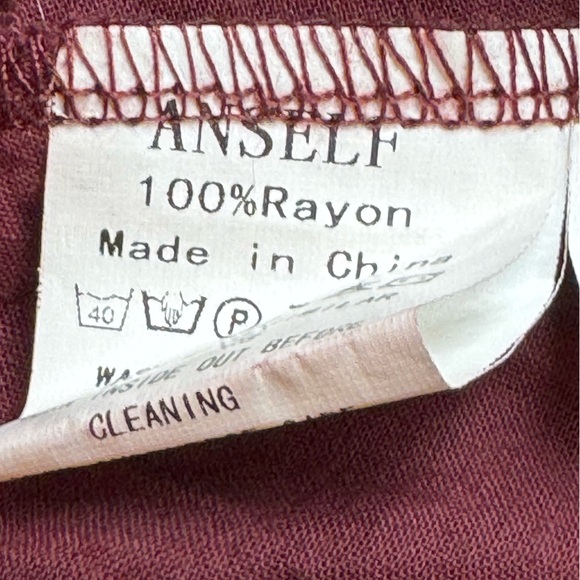 ANSELF
100%Rayon
Made in China
40 P
INSIDE OUT BEFORE
CLEANING